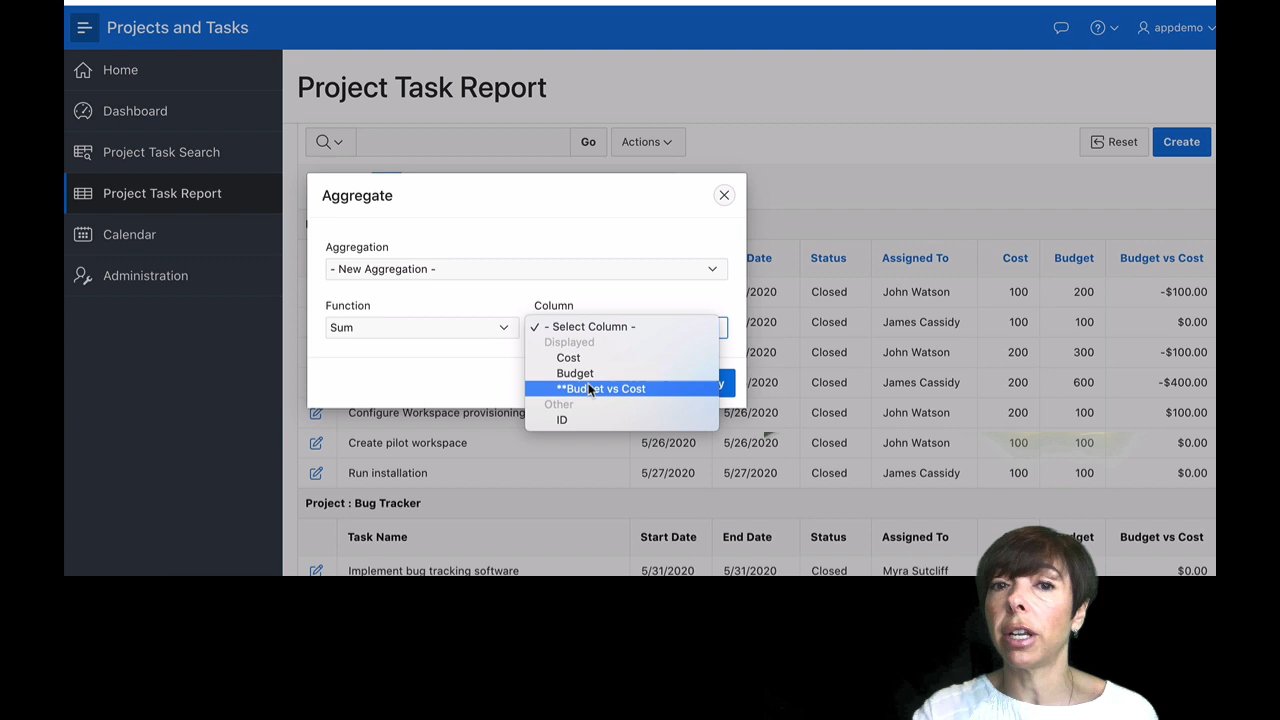 Projects and Tasks
appdemo
Home
Dashboard
Project Task Search
Project Task Report
Calendar
Administration
Project Task Report
Go
Actions
Reset
Create
Aggregate
Aggregation
- New Aggregation -
Function
Column
Sum
- Select Column -
Displayed
Cost
Budget
**Budget vs Cost
Other
ID
Date Status Assigned To Cost Budget Budget vs Cost
/2020 Closed John Watson 100 200 -$100.00
/2020 Closed James Cassidy 100 100 $0.00
/2020 Closed John Watson 200 300 -$100.00
/2020 Closed John Watson 200 600 -$400.00
Configure Workspace provisioning 5/26/2020 Closed John Watson 200 100 $100.00
Create pilot workspace 5/26/2020 5/26/2020 Closed John Watson 100 100 $0.00
Run installation 5/27/2020 5/27/2020 Closed James Cassidy 100 100 $0.00
Project : Bug Tracker
Task Name Start Date End Date Status Assigned To Budget vs Cost
Implement bug tracking software 5/31/2020 5/31/2020 Closed Myra Sutcliff $0.00